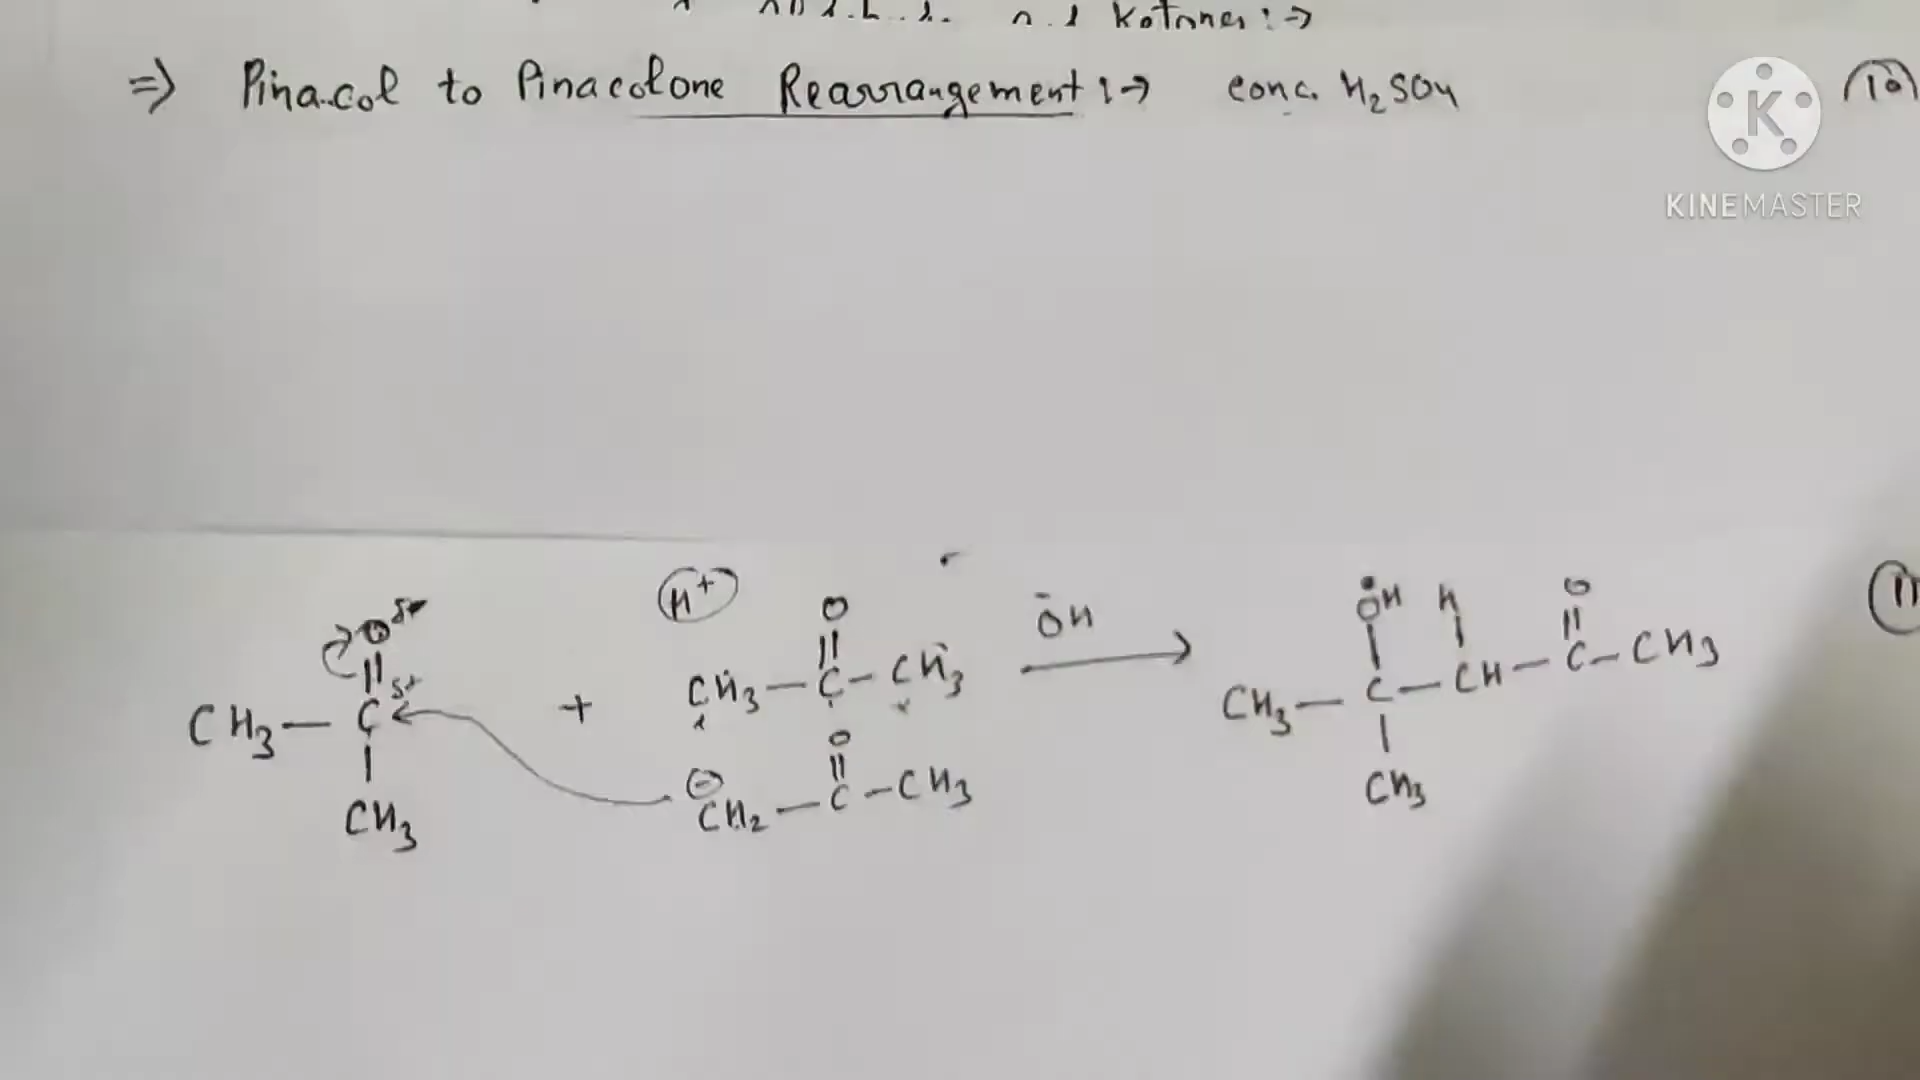 Ketones :→
⇒ Pinacol to Pinacolone Rearrangement :→ conc. H2SO4 10
KINEMASTER
O δ- H+ O OH- OH H O 11
|| δ+ || | | ||
CH3 — C + CH3 — C — CH3 → CH3 — C — CH — C — CH3
| O |
CH3 ⊖ || CH3
CH2 — C — CH3